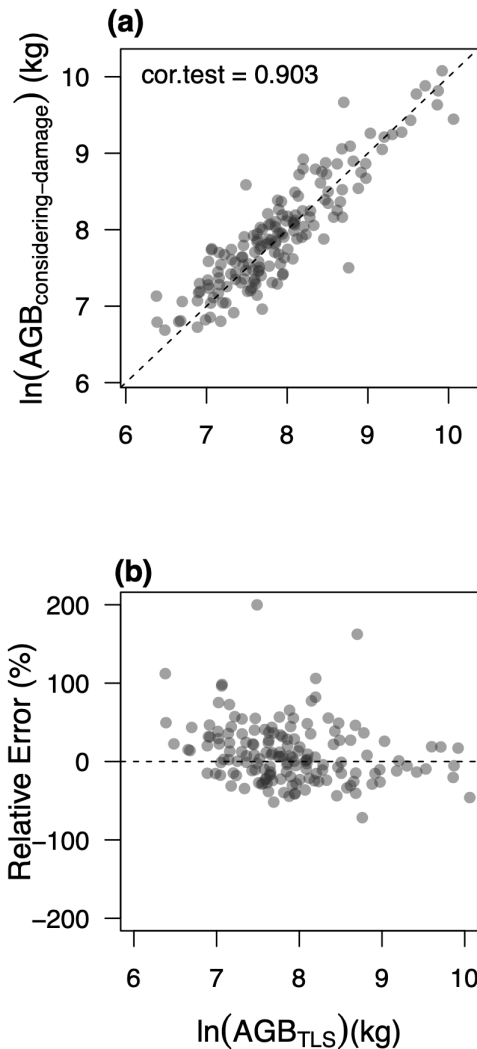 (a)
ln(AGBconsidering−damage) (kg)
cor.test = 0.903
10
9
8
7
6
6 7 8 9 10
(b)
Relative Error (%)
200
100
0
−100
−200
6 7 8 9 10
ln(AGBTLS)(kg)